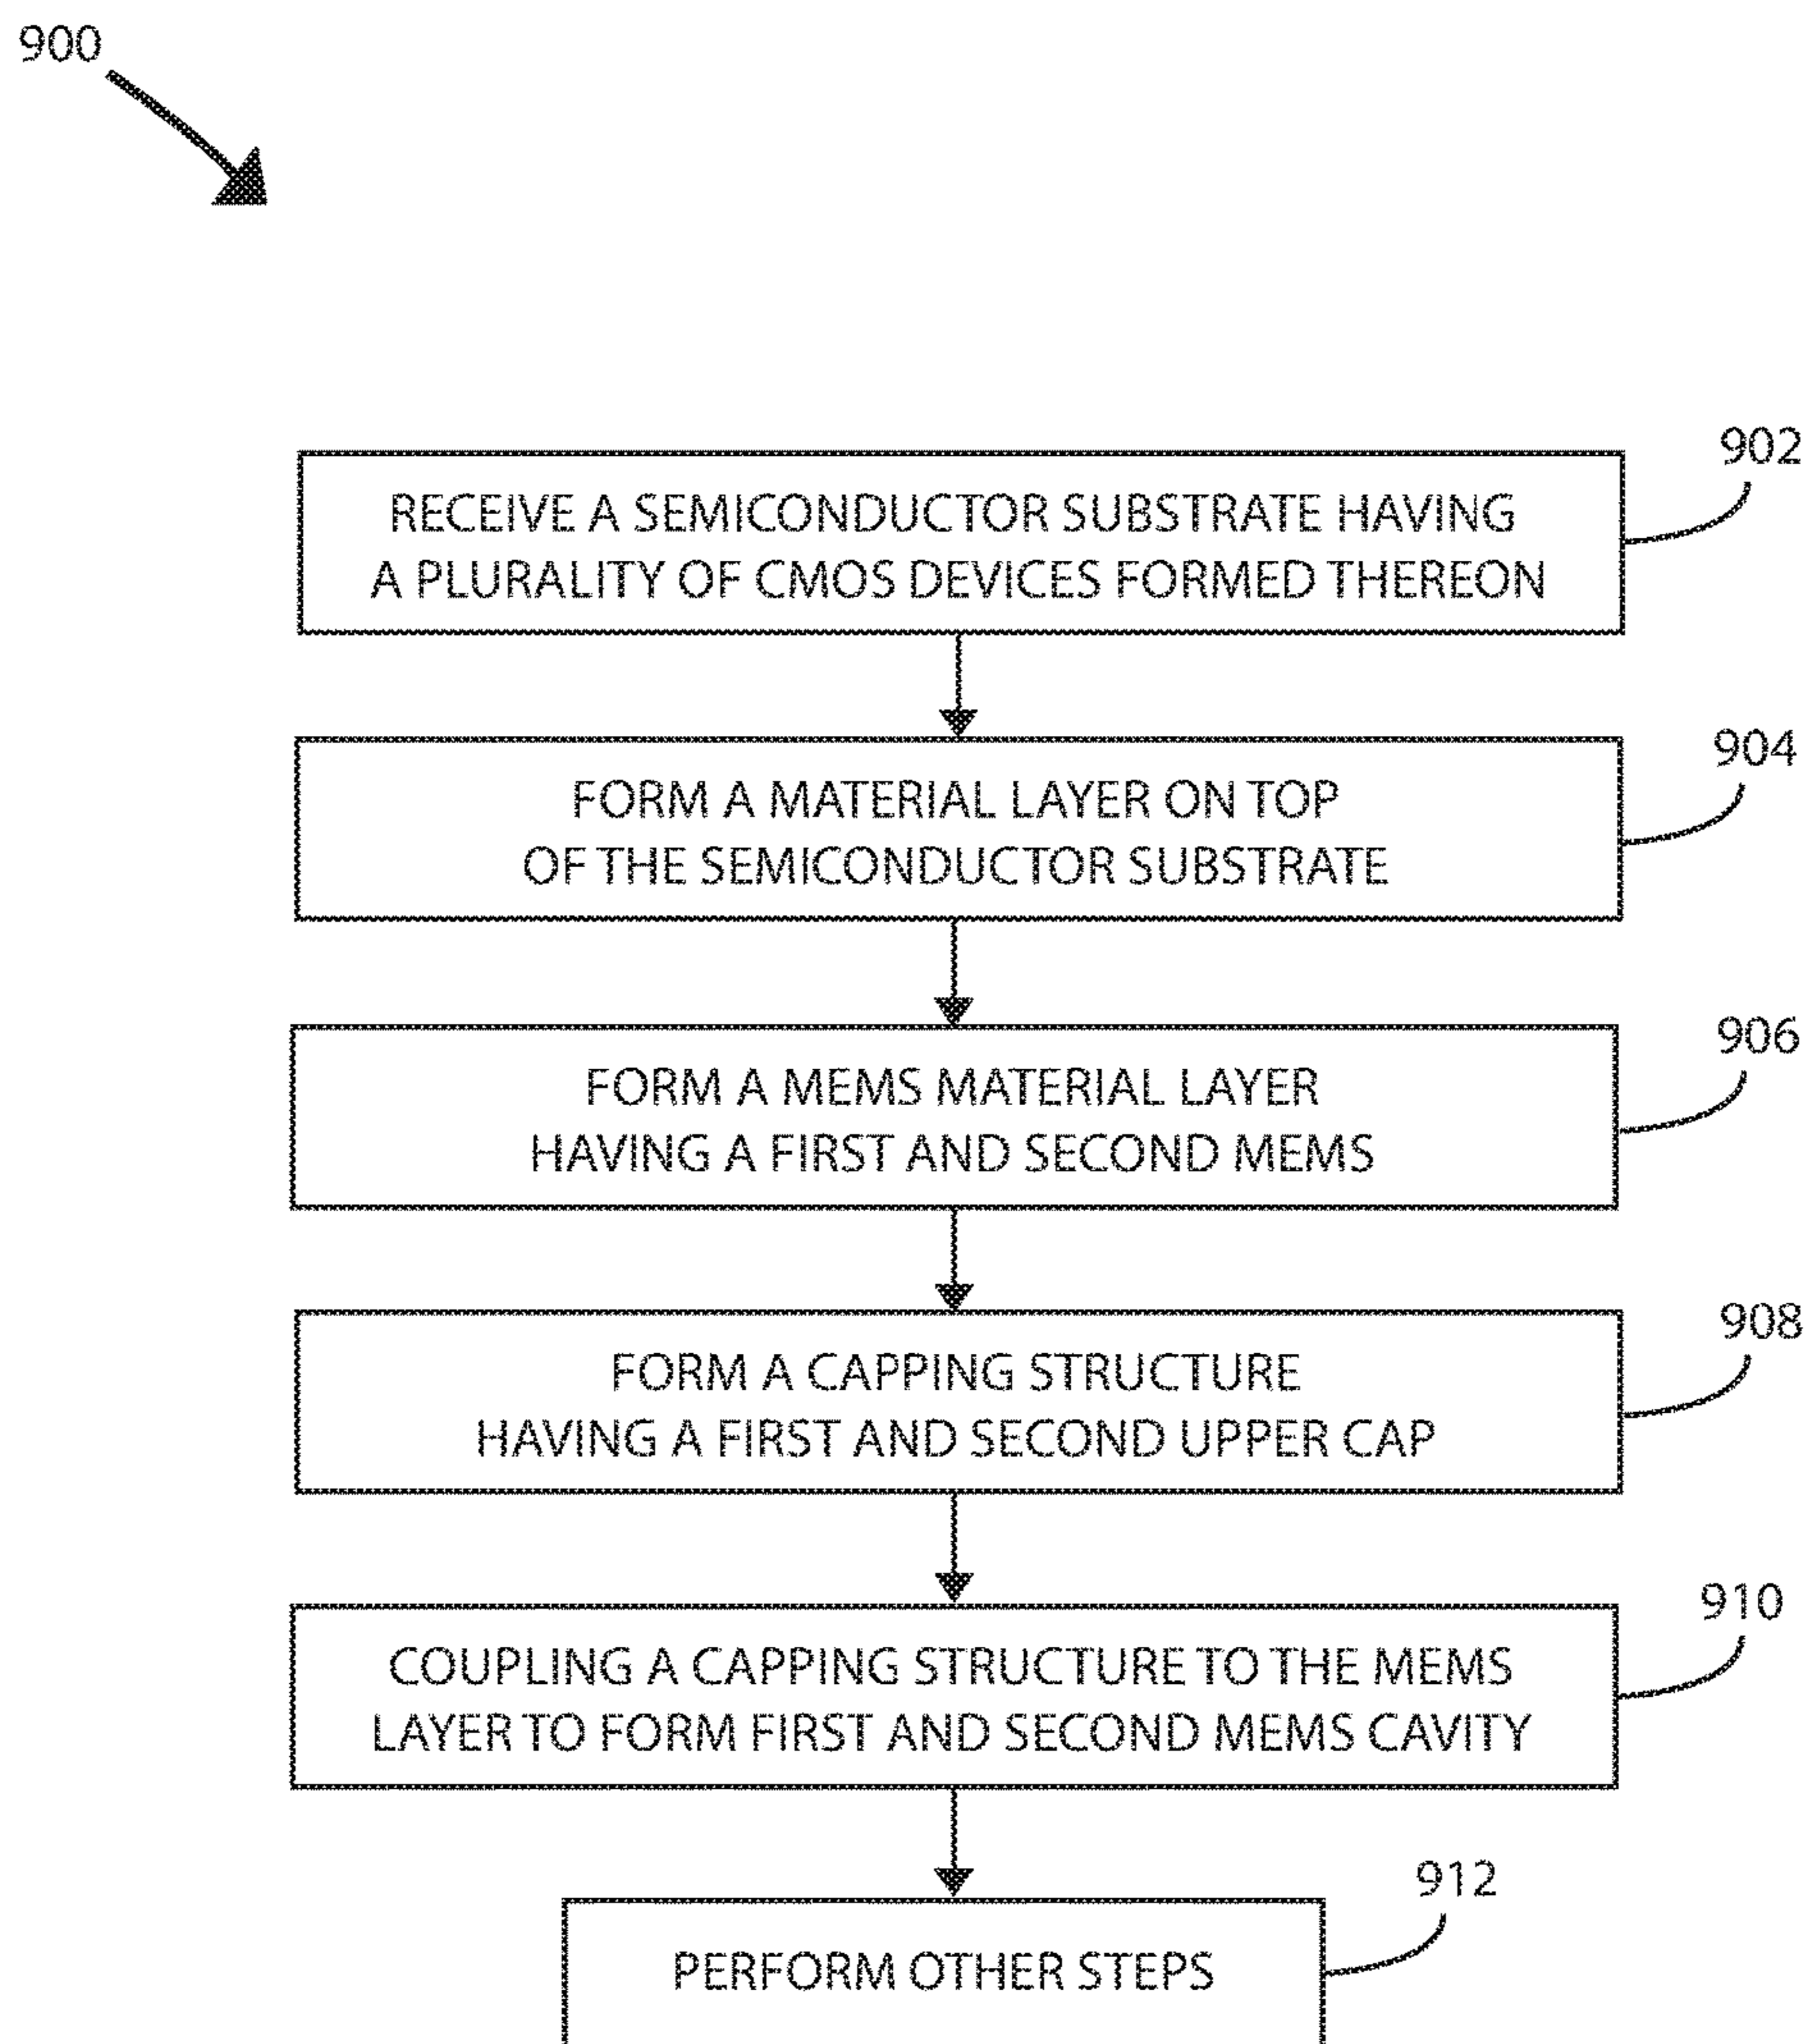 900
902
RECEIVE A SEMICONDUCTOR SUBSTRATE HAVING
A PLURALITY OF CMOS DEVICES FORMED THEREON
904
FORM A MATERIAL LAYER ON TOP
OF THE SEMICONDUCTOR SUBSTRATE
906
FORM A MEMS MATERIAL LAYER
HAVING A FIRST AND SECOND MEMS
908
FORM A CAPPING STRUCTURE
HAVING A FIRST AND SECOND UPPER CAP
910
COUPLING A CAPPING STRUCTURE TO THE MEMS
LAYER TO FORM FIRST AND SECOND MEMS CAVITY
912
PERFORM OTHER STEPS